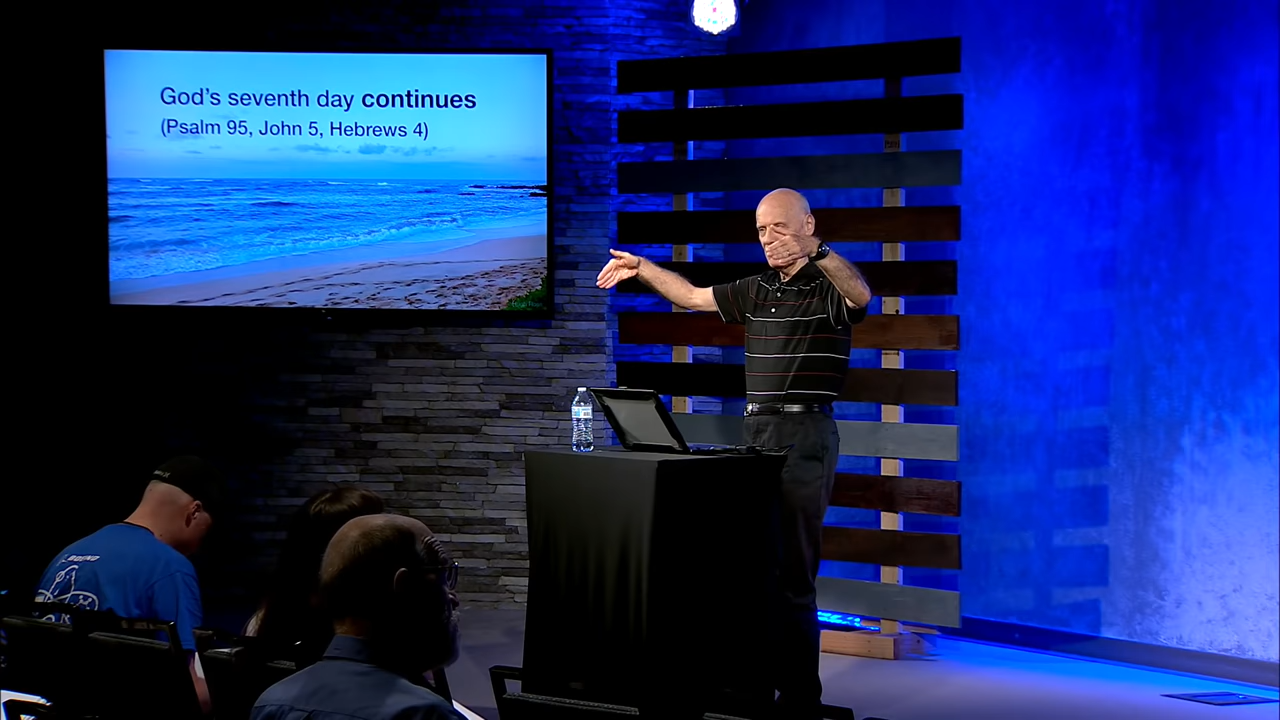 God's seventh day continues
(Psalm 95, John 5, Hebrews 4)